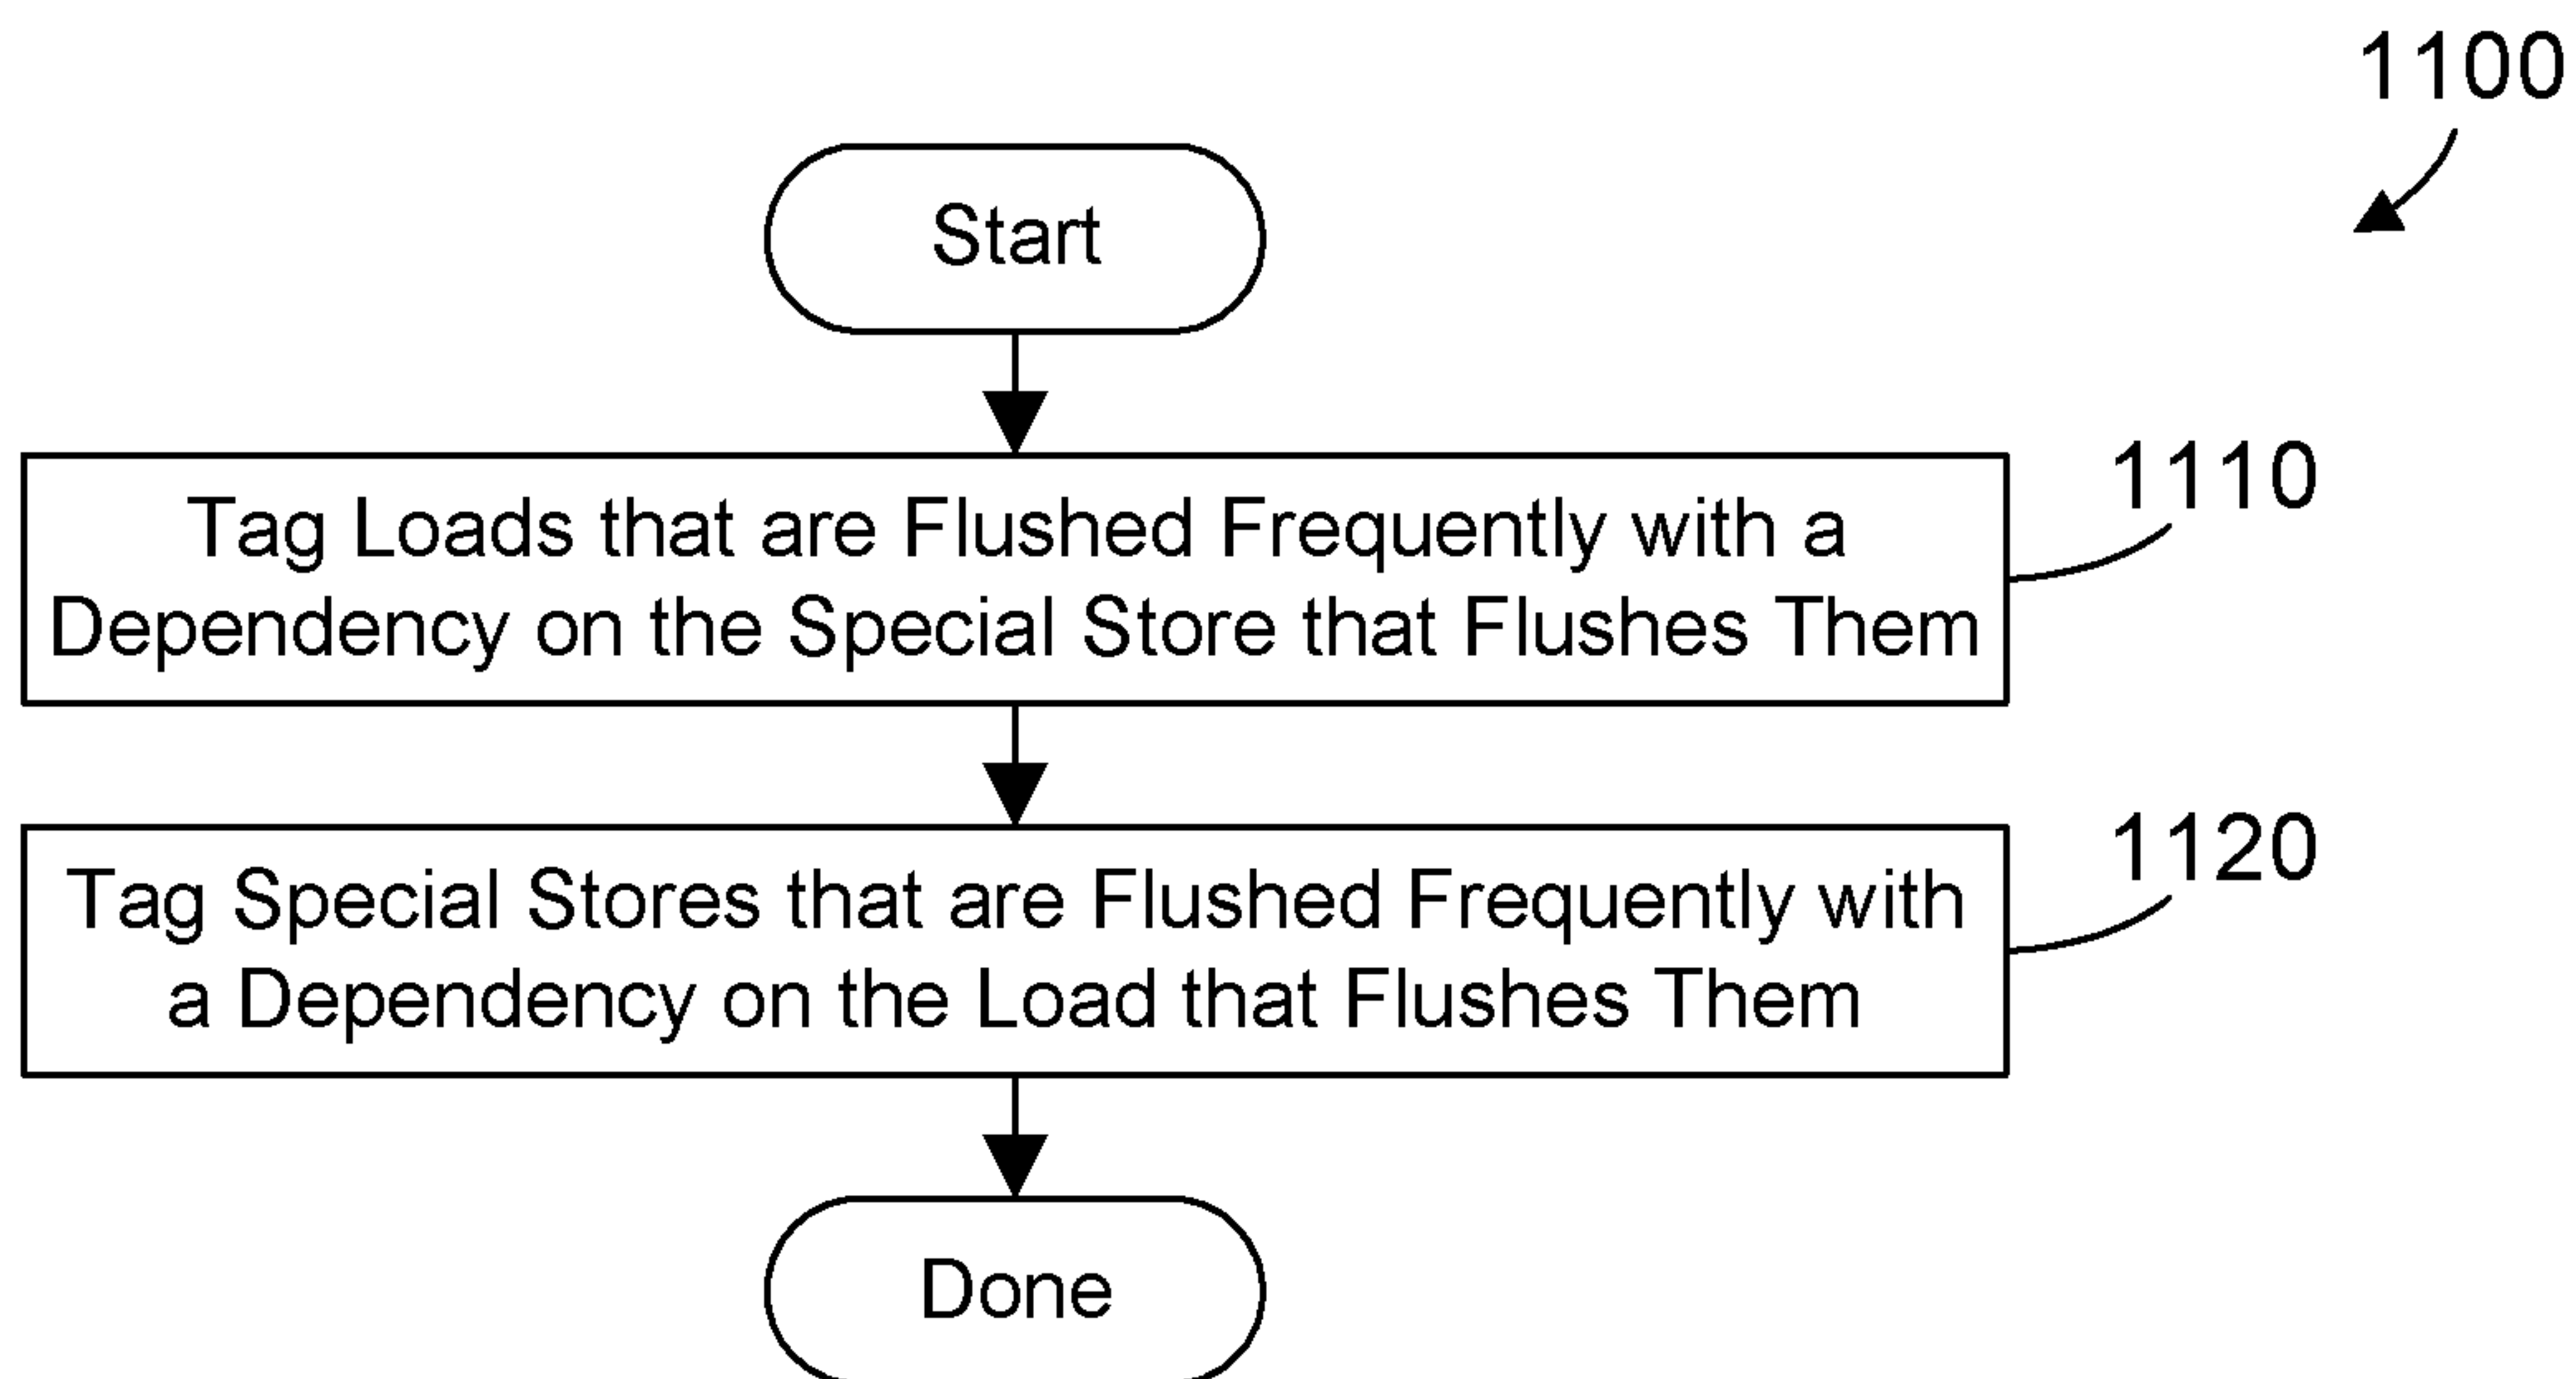 1100
Start
Tag Loads that are Flushed Frequently with a
Dependency on the Special Store that Flushes Them
1110
Tag Special Stores that are Flushed Frequently with
a Dependency on the Load that Flushes Them
1120
Done